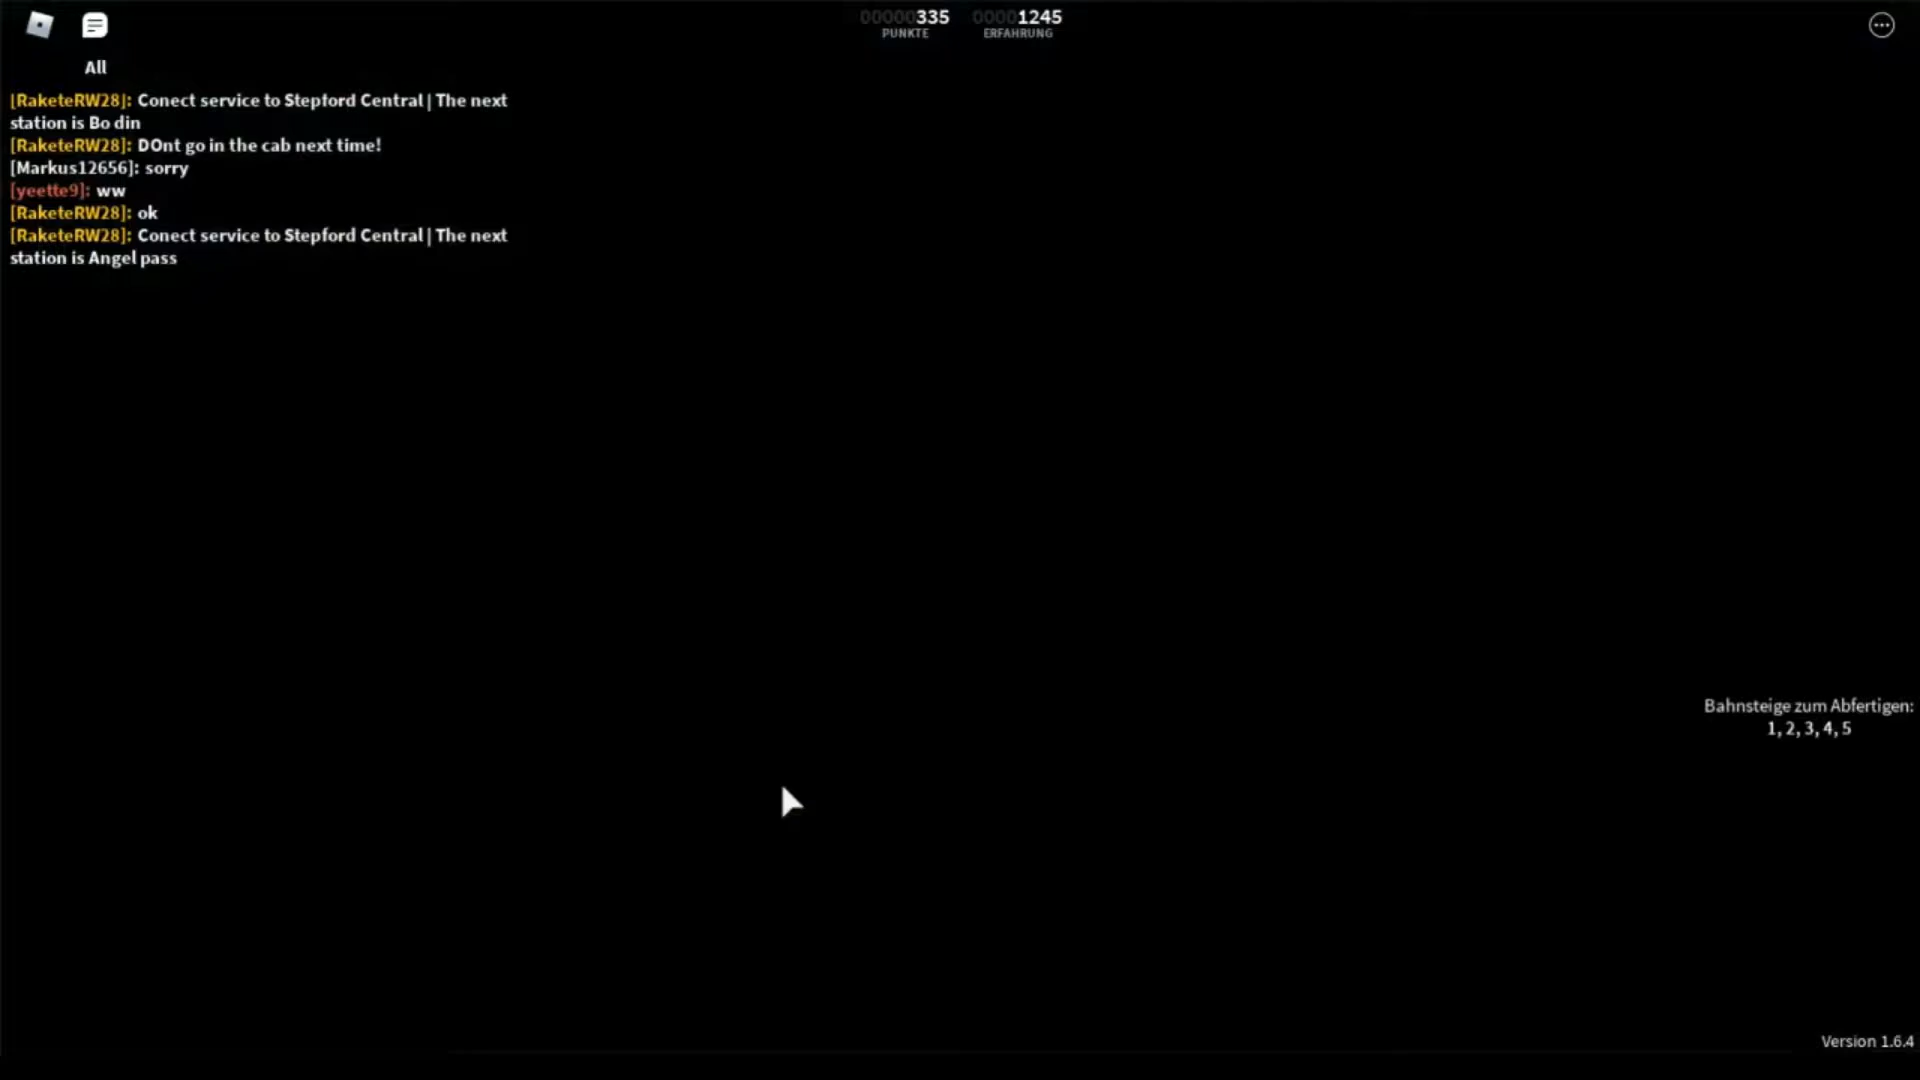 00000335
PUNKTE
00001245
ERFAHRUNG
All
[RaketeRW28]: Conect service to Stepford Central | The next
station is Bo din
[RaketeRW28]: DOnt go in the cab next time!
[Markus12656]: sorry
[yeette9]: ww
[RaketeRW28]: ok
[RaketeRW28]: Conect service to Stepford Central | The next
station is Angel pass
Bahnsteige zum Abfertigen:
1, 2, 3, 4, 5
Version 1.6.4